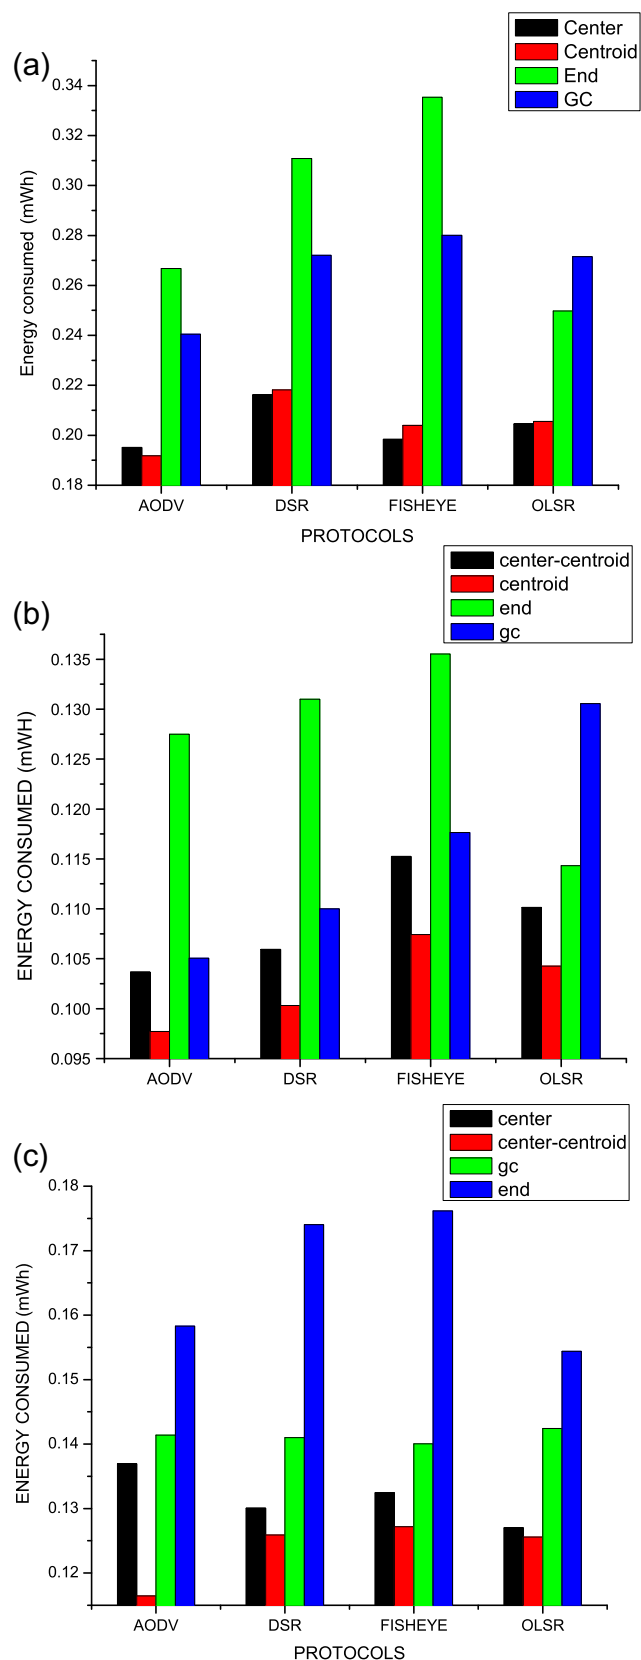 Center
Centroid
End
GC
(a)
0.34
0.32
0.30
0.28
0.26
0.24
0.22
0.20
0.18
Energy consumed (mWh)
AODV DSR FISHEYE OLSR
PROTOCOLS
center-centroid
centroid
end
gc
(b)
0.135
0.130
0.125
0.120
0.115
0.110
0.105
0.100
0.095
ENERGY CONSUMED (mWH)
AODV DSR FISHEYE OLSR
center
center-centroid
gc
end
(c)
0.18
0.17
0.16
0.15
0.14
0.13
0.12
ENERGY CONSUMED (mWh)
AODV DSR FISHEYE OLSR
PROTOCOLS